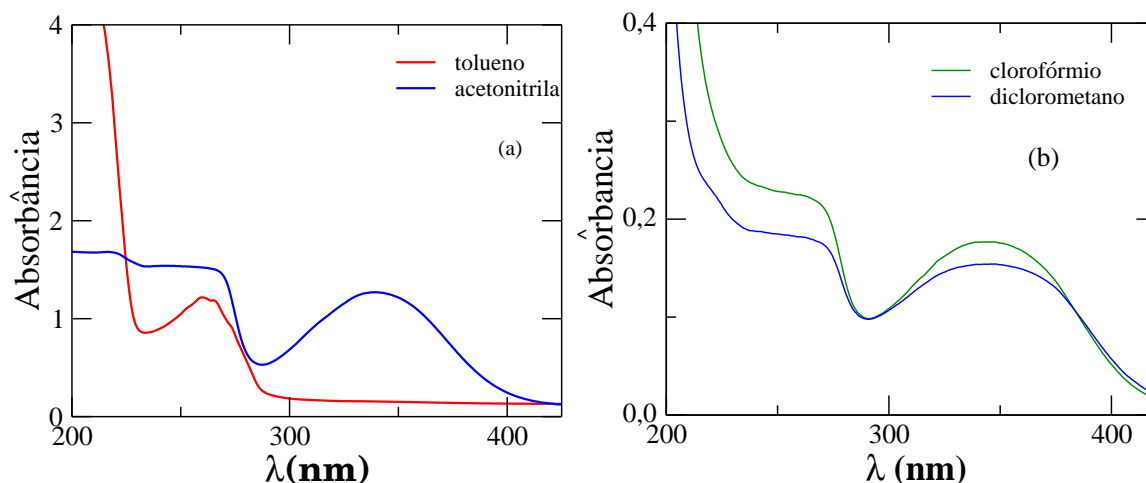 4
3
2
1
0
200
300
400
Absorbância
λ(nm)
tolueno
acetonitrila
(a)
0,4
0,2
0,0
200
300
400
Absorbância
λ (nm)
clorofórmio
diclorometano
(b)